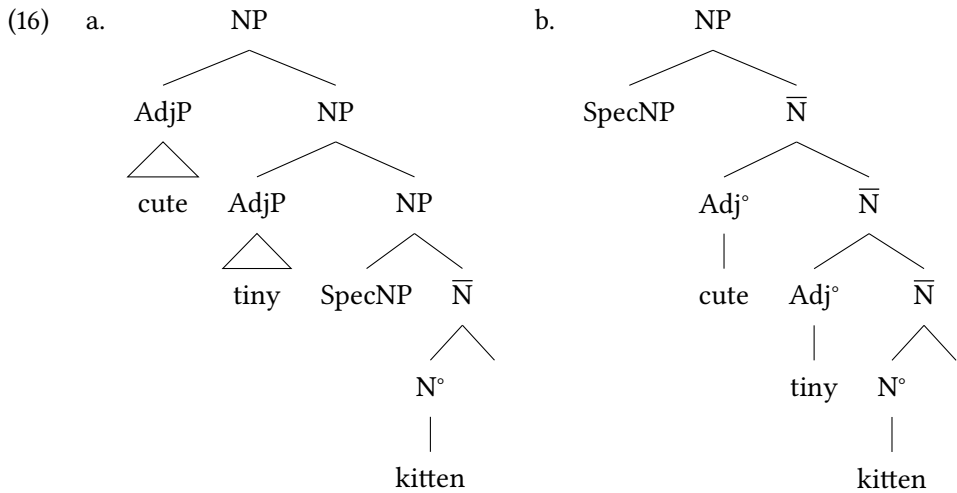 (16) a. NP b. NP
AdjP NP SpecNP N̅
cute AdjP NP Adj° N̅
tiny SpecNP N̅ cute Adj° N̅
N° tiny N°
kitten kitten